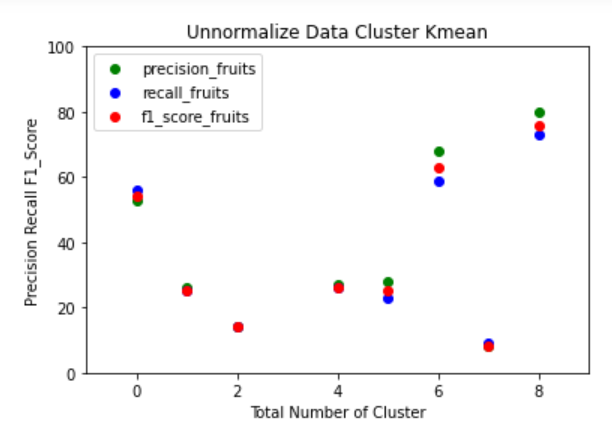 Unnormalize Data Cluster Kmean
100
80
60
40
20
0
Precision Recall F1_Score
precision_fruits
recall_fruits
f1_score_fruits
0 2 4 6 8
Total Number of Cluster